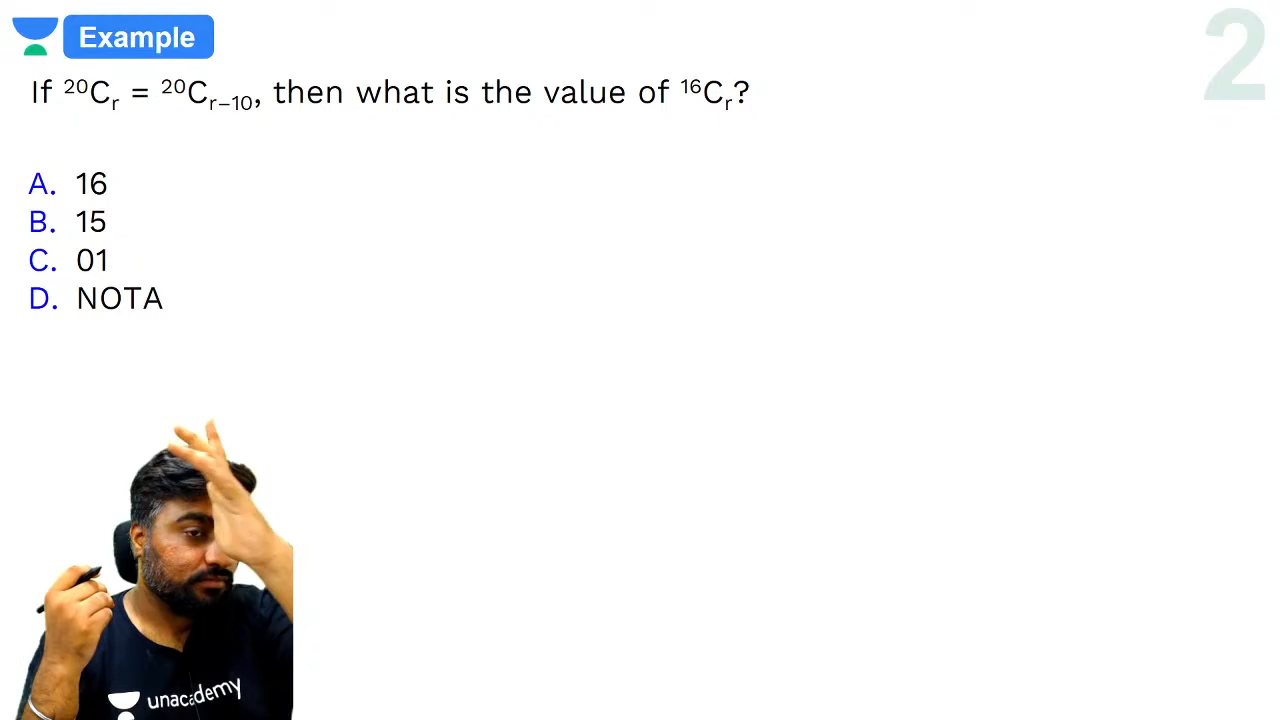 Example
2
If ²⁰Cᵣ = ²⁰Cᵣ₋₁₀, then what is the value of ¹⁶Cᵣ?
A. 16
B. 15
C. 01
D. NOTA
unacademy